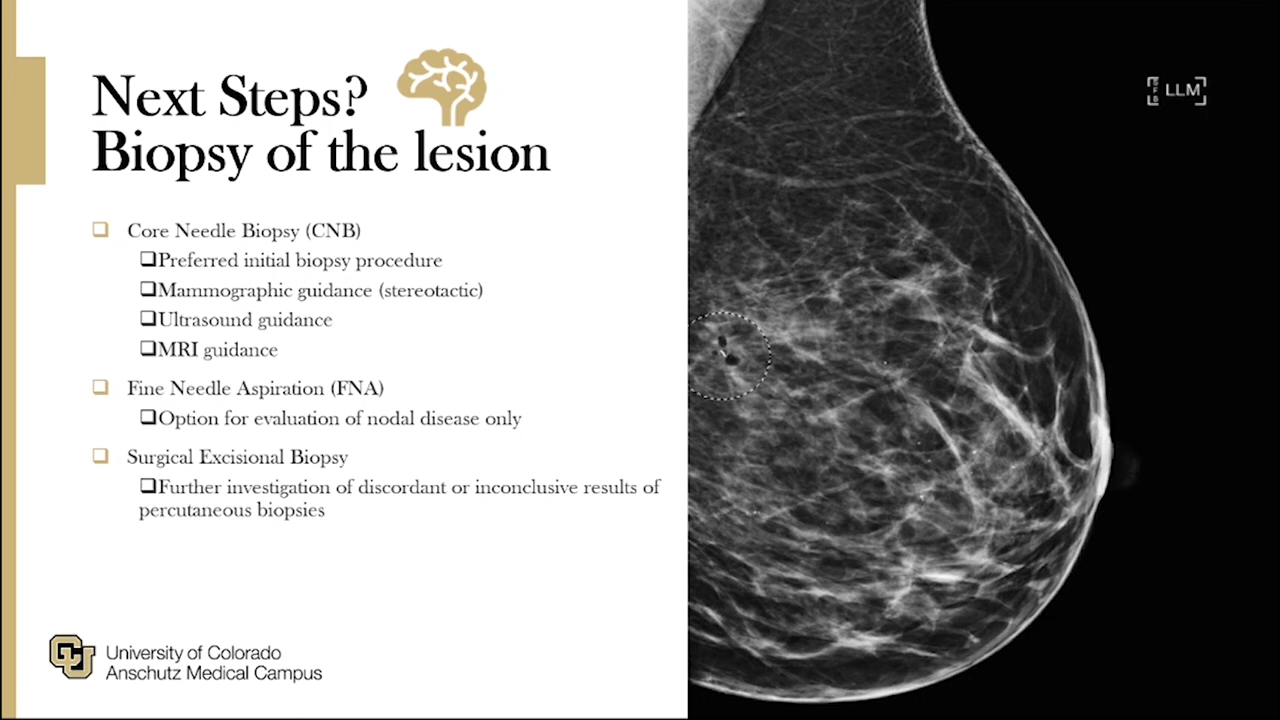 Next Steps?
Biopsy of the lesion
Core Needle Biopsy (CNB)
Preferred initial biopsy procedure
Mammographic guidance (stereotactic)
Ultrasound guidance
MRI guidance
Fine Needle Aspiration (FNA)
Option for evaluation of nodal disease only
Surgical Excisional Biopsy
Further investigation of discordant or inconclusive results of
percutaneous biopsies
CU
University of Colorado
Anschutz Medical Campus
LLM